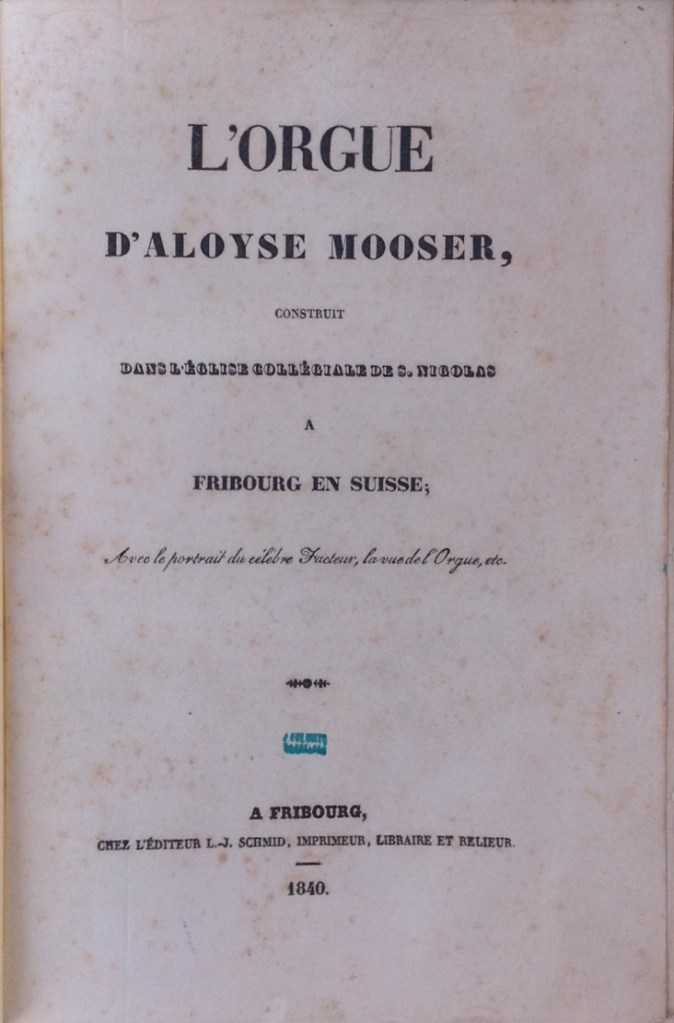 L'ORGUE
D'ALOYSE MOOSER,
CONSTRUIT
DANS L'ÉGLISE COLLÉGIALE DE S. NICOLAS
A
FRIBOURG EN SUISSE;
Avec le portrait du célèbre Facteur, la vue de l'Orgue, etc.
A FRIBOURG,
CHEZ L'ÉDITEUR L.-J. SCHMID, IMPRIMEUR, LIBRAIRE ET RELIEUR.
1840.